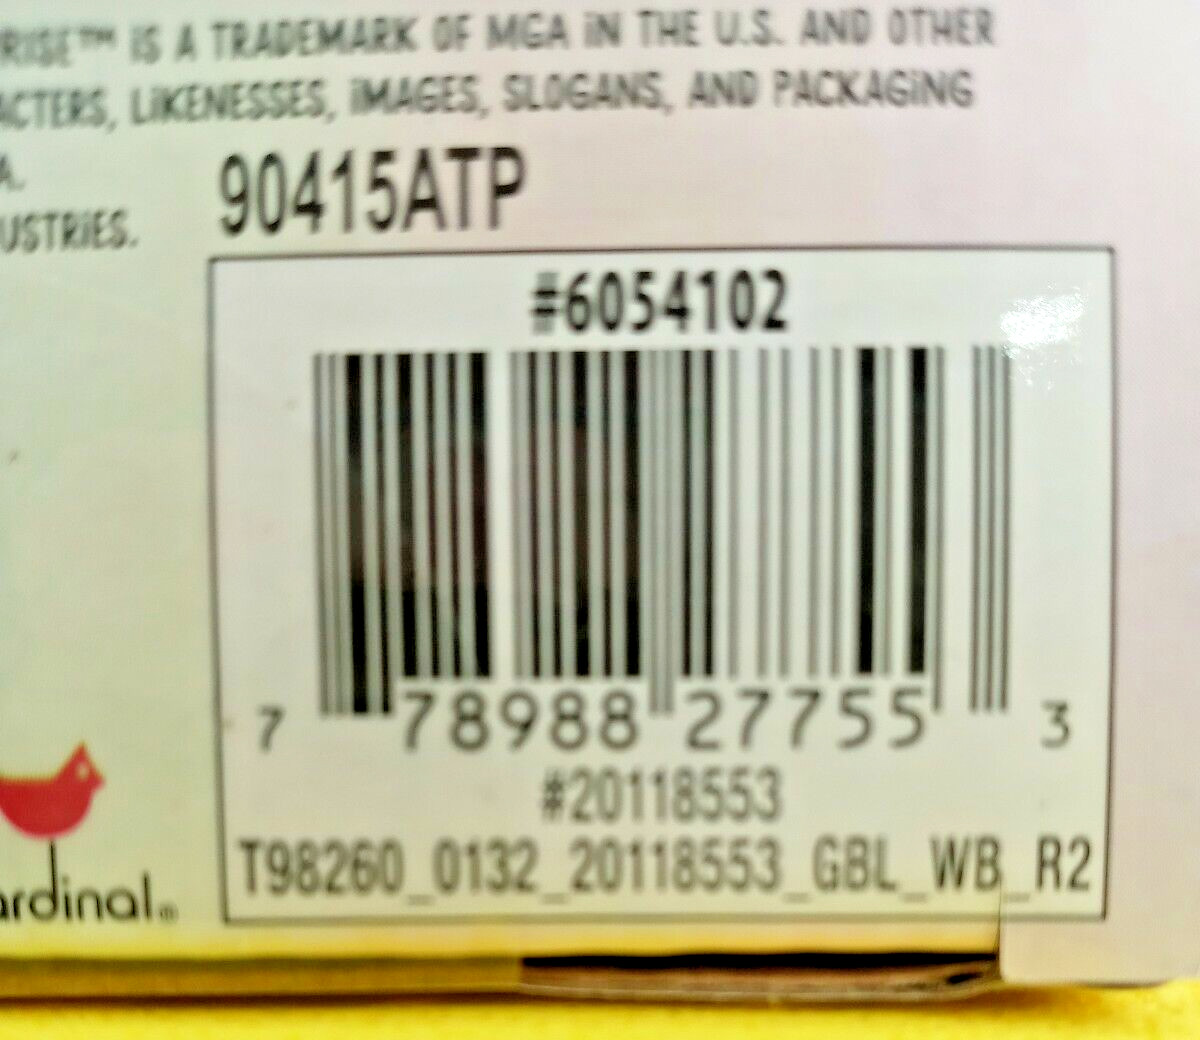 RISE™ iS A TRADEMARK OF MGA iN THE U.S. AND OTHER
ACTERS, LiKENESSES, iMAGES, SLOGANS, AND PACKAGiNG
A.
USTRiES.
90415ATP
#6054102
7 78988 27755 3
#20118553
T98260_0132_20118553_GBL_WB_R2
ardinal®